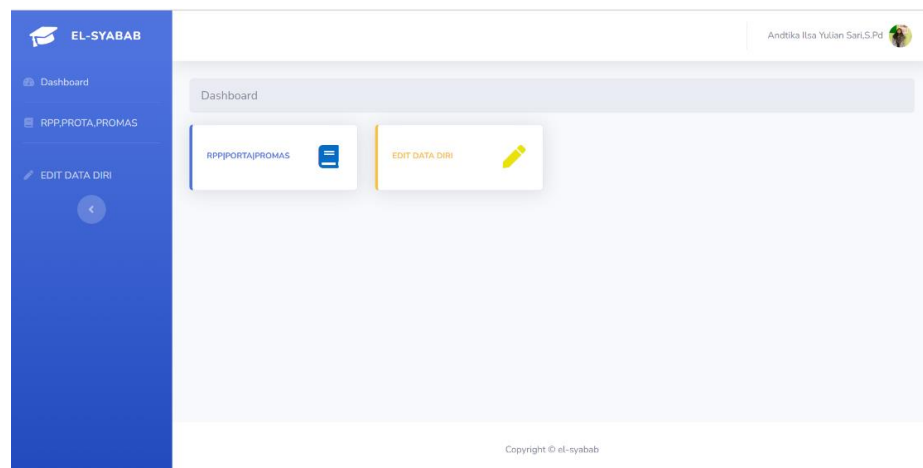 EL-SYABAB
Andtika Ilsa Yulian Sari,S.Pd
Dashboard
RPP,PROTA,PROMAS
EDIT DATA DIRI
Dashboard
RPP|PORTA|PROMAS
EDIT DATA DIRI
Copyright © el-syabab